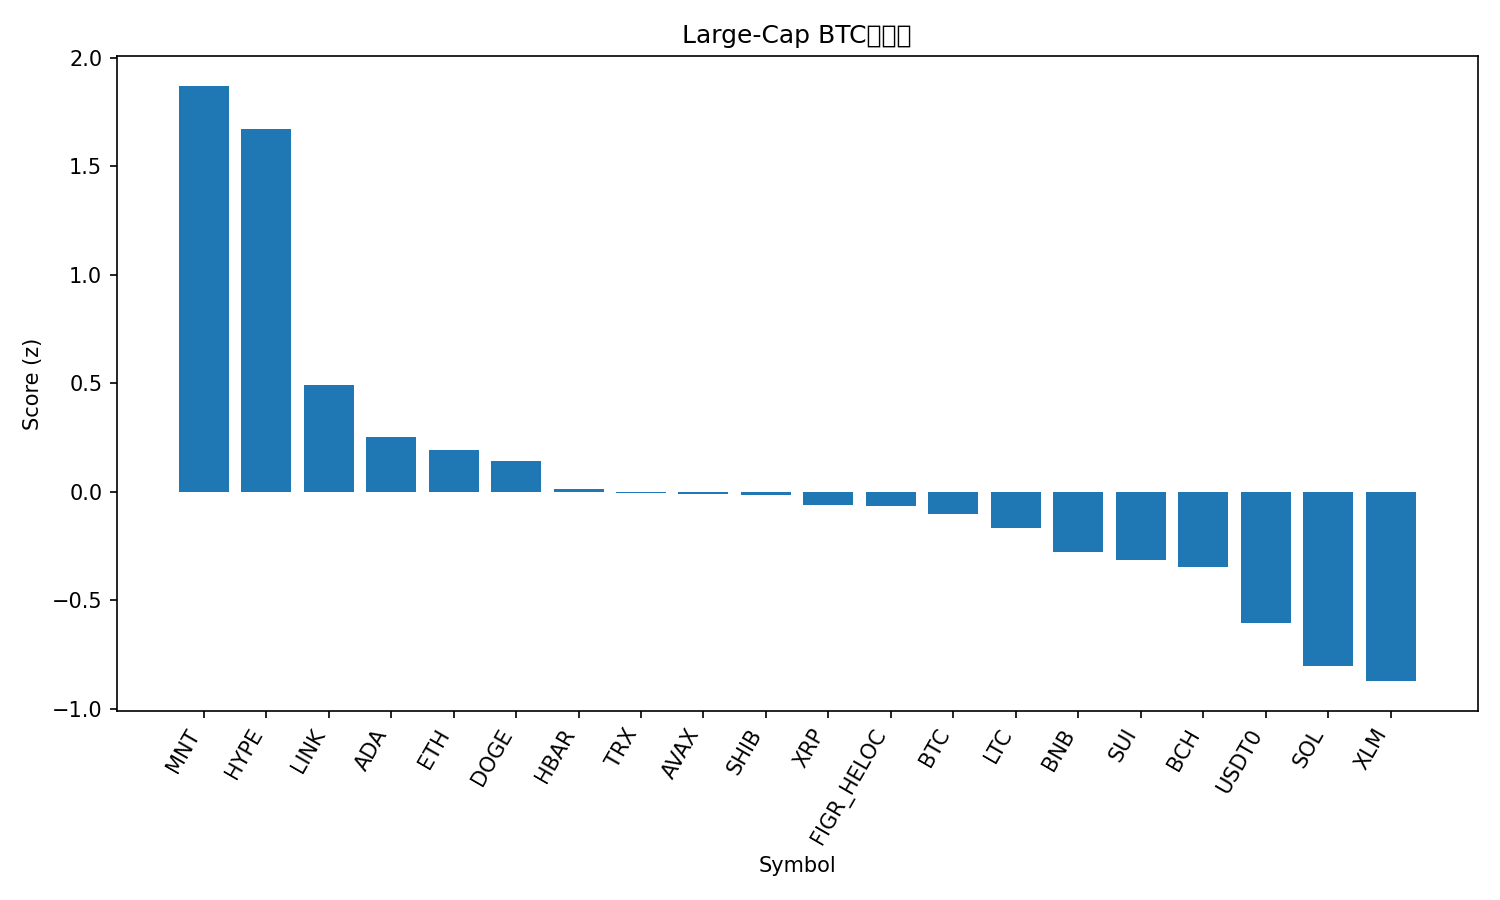 Large-Cap BTC
2.0
1.5
1.0
0.5
0.0
−0.5
−1.0
Score (z)
MNT
HYPE
LINK
ADA
ETH
DOGE
HBAR
TRX
AVAX
SHIB
XRP
FIGR_HELOC
BTC
LTC
BNB
SUI
BCH
USDT0
SOL
XLM
Symbol